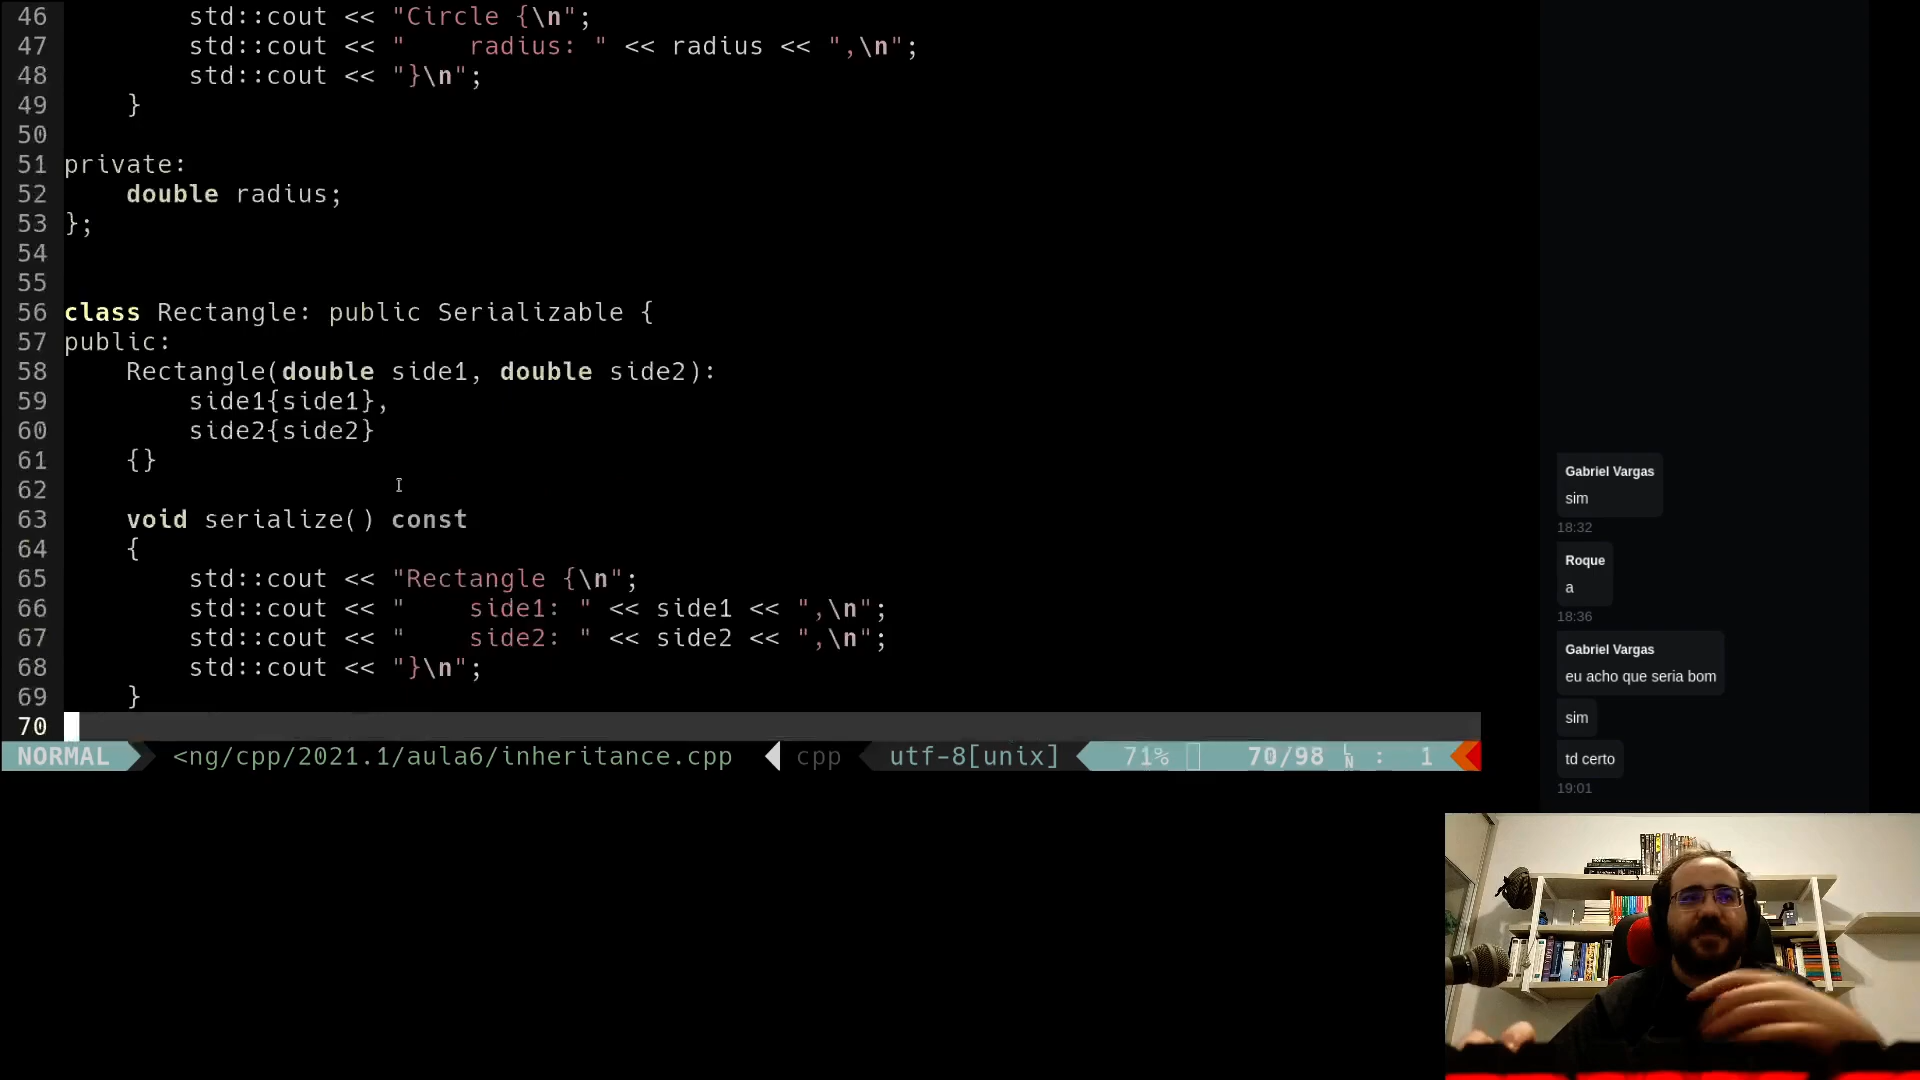 46         std::cout << "Circle {\n";
47         std::cout << "    radius: " << radius << ",\n";
48         std::cout << "}\n";
49     }
50
51 private:
52     double radius;
53 };
54
55
56 class Rectangle: public Serializable {
57 public:
58     Rectangle(double side1, double side2):
59         side1{side1},
60         side2{side2}
61     {}
62
63     void serialize() const
64     {
65         std::cout << "Rectangle {\n";
66         std::cout << "    side1: " << side1 << ",\n";
67         std::cout << "    side2: " << side2 << ",\n";
68         std::cout << "}\n";
69     }
70
NORMAL <ng/cpp/2021.1/aula6/inheritance.cpp cpp utf-8[unix] 71% 70/98 LN : 1
Gabriel Vargas
sim
18:32
Roque
a
18:36
Gabriel Vargas
eu acho que seria bom
sim
td certo
19:01